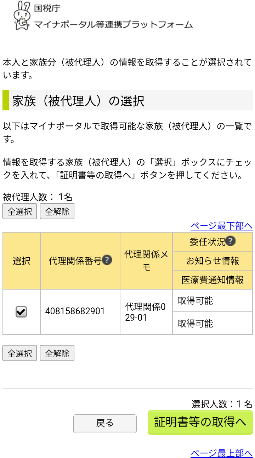 国税庁
マイナポータル等連携プラットフォーム
本人と家族分（被代理人）の情報を取得することが選択されて
います。
家族（被代理人）の選択
以下はマイナポータルで取得可能な家族（被代理人）の一覧で
す。
情報を取得する家族（被代理人）の「選択」ボックスにチェッ
クを入れて、「証明書等の取得へ」ボタンを押してください。
被代理人数： 1名
全選択 全解除
ページ最下部へ
選択 代理関係番号? 代理関係メモ 委任状況?
お知らせ情報
医療費通知情報
408158682901 代理関係0 取得可能
29-01 取得可能
全選択 全解除
選択人数：1 名
戻る 証明書等の取得へ
ページ最上部へ